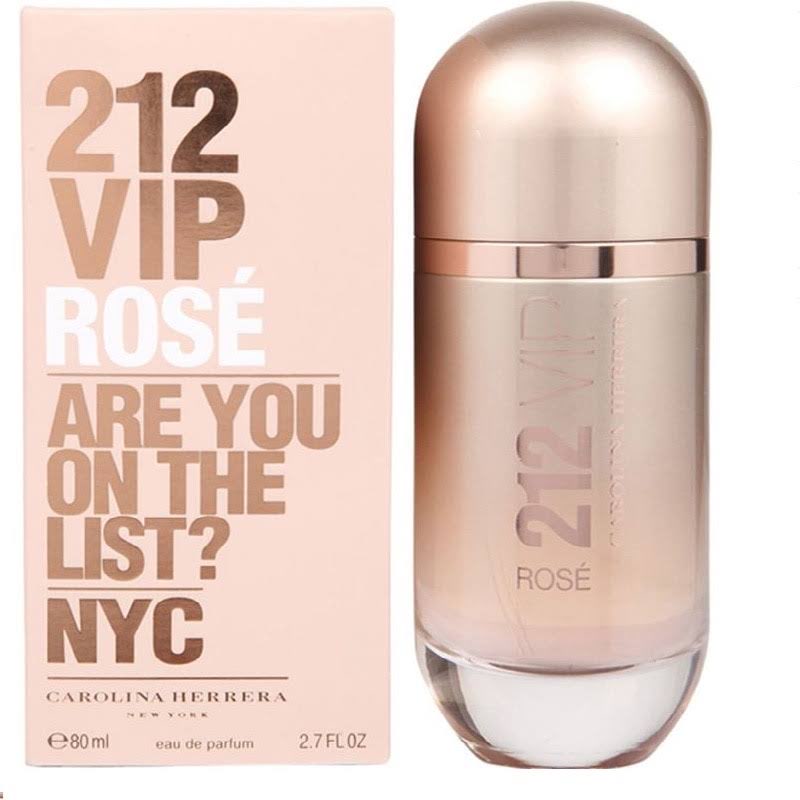 212
VIP
ROSÉ
ARE YOU
ON THE
LIST?
NYC
CAROLINA HERRERA
NEW YORK
℮80 ml eau de parfum 2.7 FL OZ
212 VIP
ROSÉ
CAROLINA HERRERA